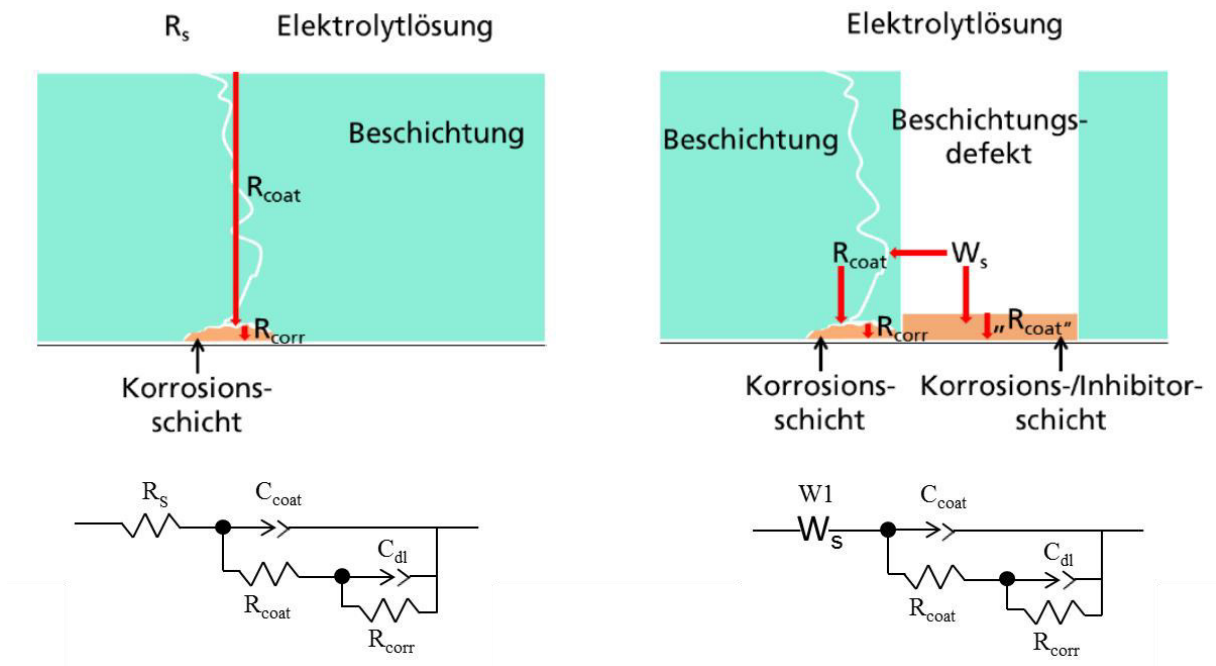 Rs Elektrolytlösung
Beschichtung
Rcoat
Rcorr
Korrosions-
schicht
Elektrolytlösung
Beschichtung
Beschichtungs-
defekt
Rcoat
Ws
Rcorr
„Rcoat“
Korrosions-
schicht
Korrosions-/Inhibitor-
schicht
RS
Ccoat
Cdl
Rcoat
Rcorr
W1
Ws
Ccoat
Cdl
Rcoat
Rcorr